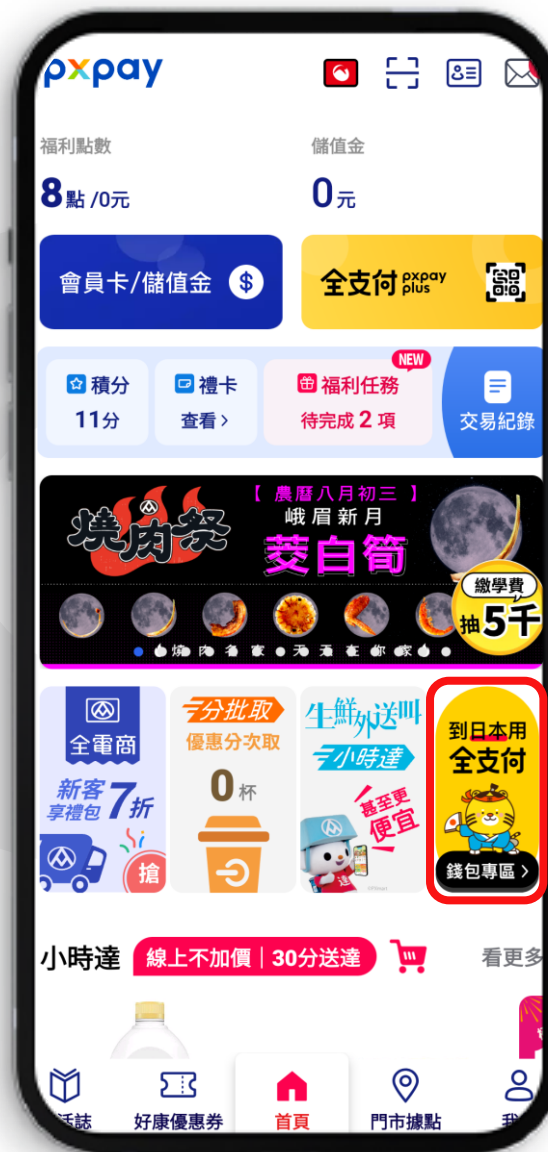 pxpay
福利點數
儲值金
8點 /0元
0元
會員卡/儲值金 $
全支付 pxpay plus
NEW
積分
11分
禮卡
查看 >
福利任務
待完成 2 項
交易紀錄
【 農曆八月初三 】
峨眉新月
燒肉祭
茭白筍
繳學費
抽5千
全電商
新客
享禮包 7折
搶
分批取
優惠分次取
0 杯
生鮮外送叫
小時達
甚至更
便宜
達
到日本用
全支付
錢包專區 >
小時達
線上不加價｜30分送達
看更多
活誌
好康優惠券
首頁
門市據點
我